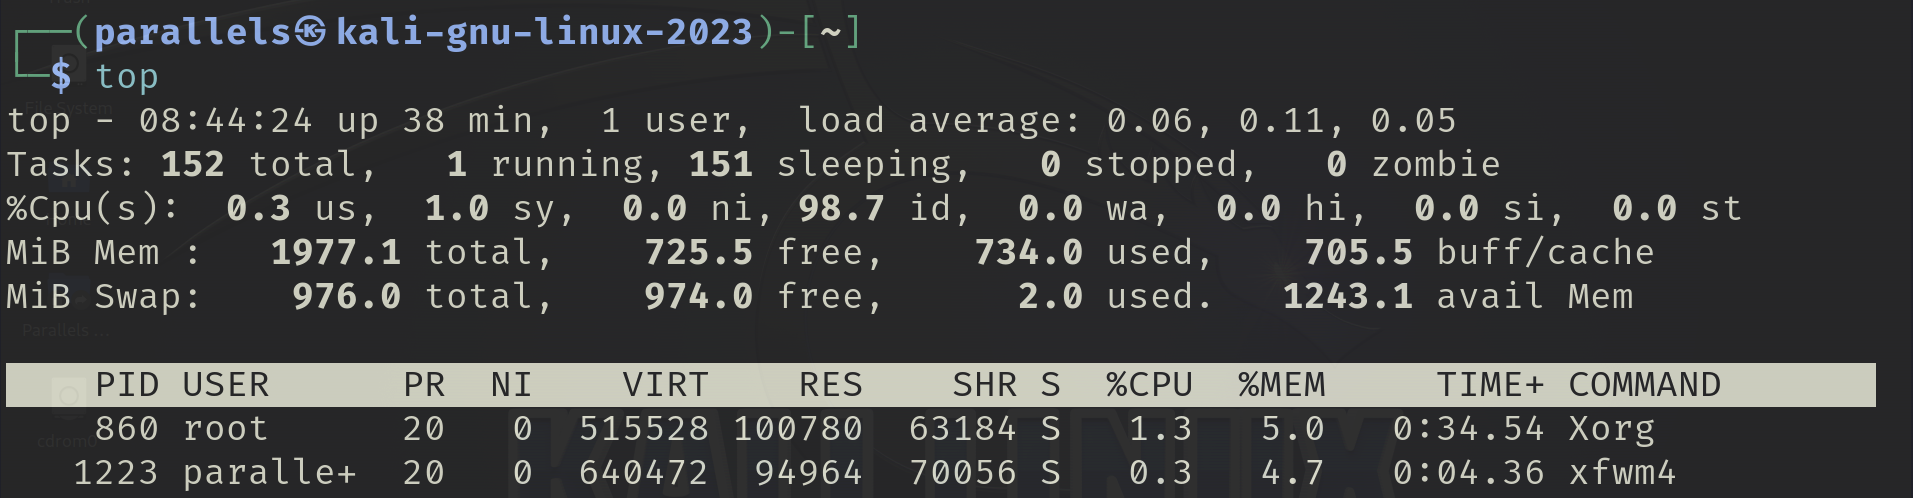 ┌──(parallels㉿kali-gnu-linux-2023)-[~]
└─$ top
top - 08:44:24 up 38 min,  1 user,  load average: 0.06, 0.11, 0.05
Tasks: 152 total,   1 running, 151 sleeping,   0 stopped,   0 zombie
%Cpu(s):  0.3 us,  1.0 sy,  0.0 ni, 98.7 id,  0.0 wa,  0.0 hi,  0.0 si,  0.0 st
MiB Mem :   1977.1 total,    725.5 free,    734.0 used,    705.5 buff/cache
MiB Swap:    976.0 total,    974.0 free,      2.0 used.   1243.1 avail Mem
PID USER      PR  NI    VIRT    RES    SHR S  %CPU  %MEM     TIME+ COMMAND
860 root      20   0  515528 100780  63184 S   1.3   5.0   0:34.54 Xorg
1223 paralle+  20   0  640472  94964  70056 S   0.3   4.7   0:04.36 xfwm4
File System
Parallels ...
cdrom0
KALI LINUX